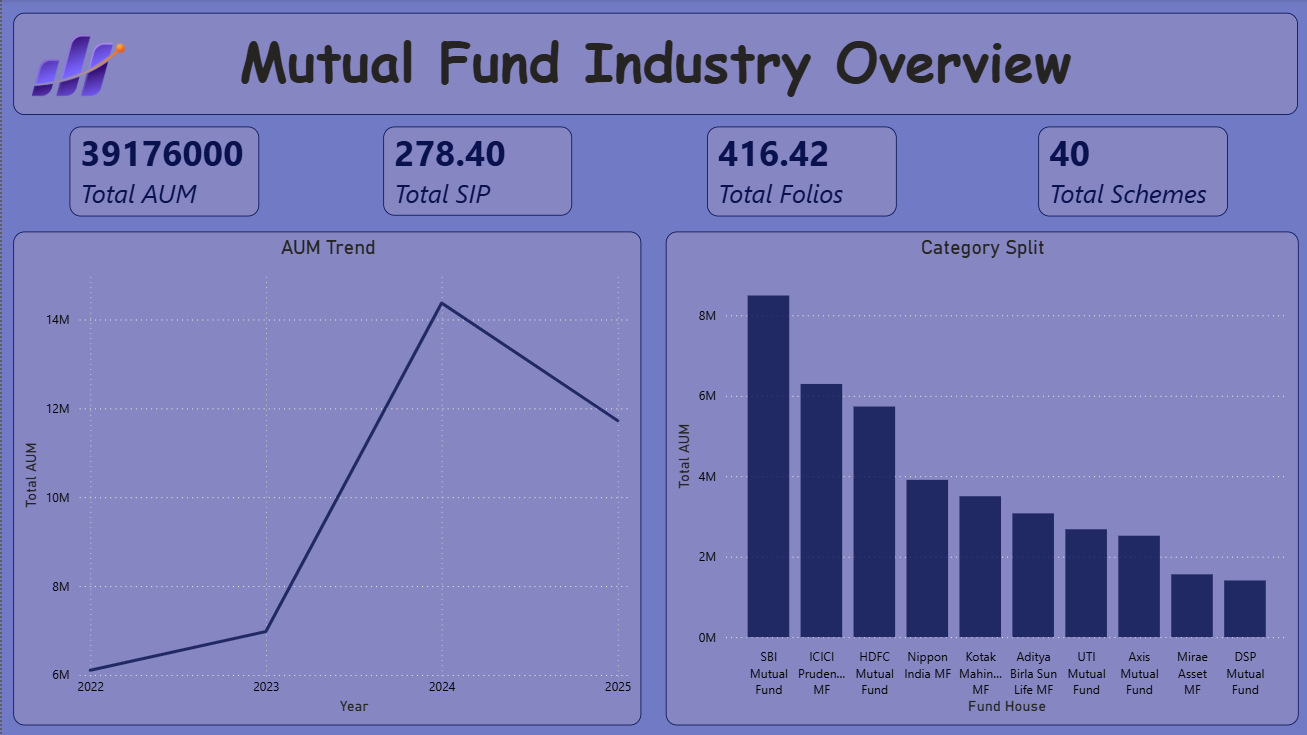 Mutual Fund Industry Overview
39176000
Total AUM
278.40
Total SIP
416.42
Total Folios
40
Total Schemes
AUM Trend
Total AUM
14M
12M
10M
8M
6M
2022 2023 2024 2025
Year
Category Split
Total AUM
8M
6M
4M
2M
0M
SBI Mutual Fund
ICICI Pruden... MF
HDFC Mutual Fund
Nippon India MF
Kotak Mahin... MF
Aditya Birla Sun Life MF
UTI Mutual Fund
Axis Mutual Fund
Mirae Asset MF
DSP Mutual Fund
Fund House